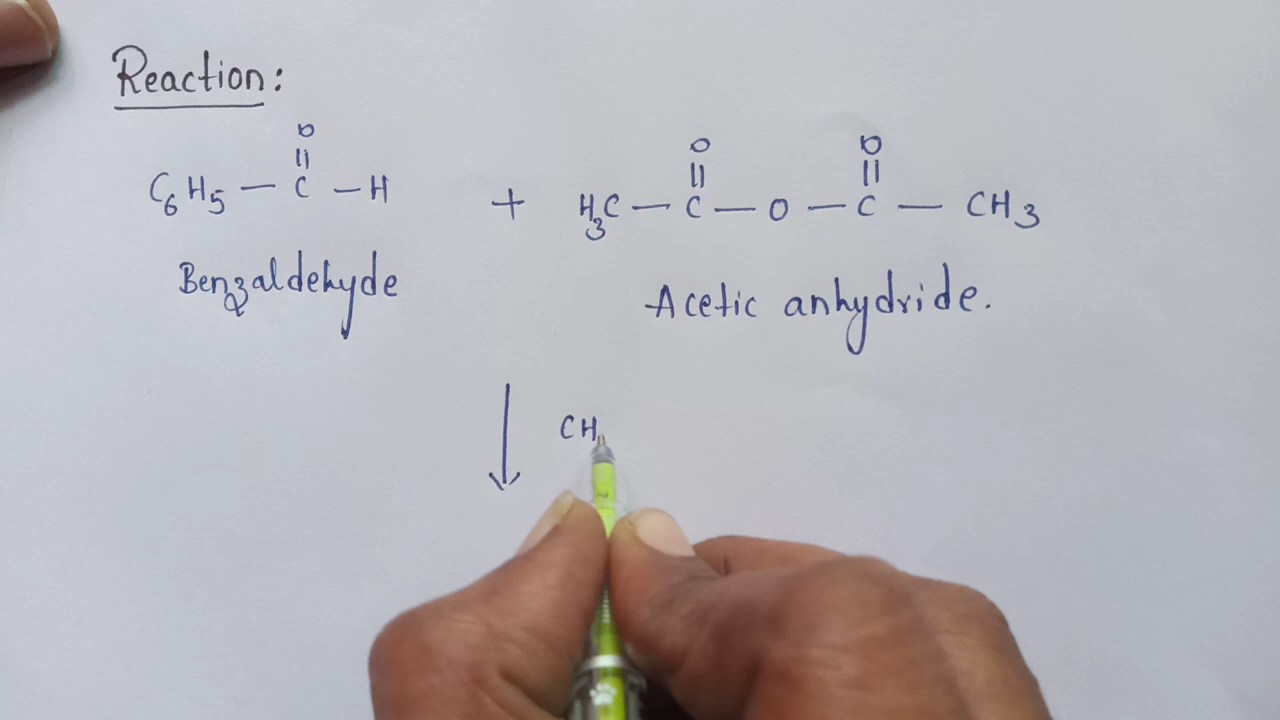 Reaction:
O O O
|| || ||
C6H5 — C — H + H3C — C — O — C — CH3
Benzaldehyde Acetic anhydride.
↓ CH